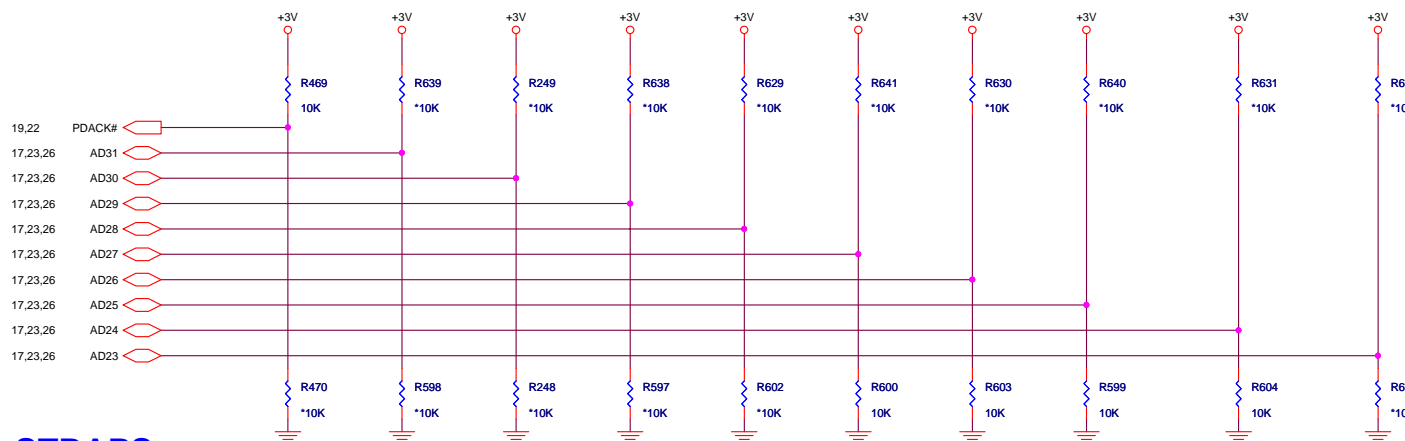 +3V +3V +3V +3V +3V +3V +3V +3V +3V +3V
R469 R639 R249 R638 R629 R641 R630 R640 R631
10K *10K *10K *10K *10K *10K *10K *10K *10K
19,22 PDACK#
17,23,26 AD31
17,23,26 AD30
17,23,26 AD29
17,23,26 AD28
17,23,26 AD27
17,23,26 AD26
17,23,26 AD25
17,23,26 AD24
17,23,26 AD23
R470 R598 R248 R597 R602 R600 R603 R599 R604
*10K *10K *10K *10K *10K 10K 10K 10K 10K